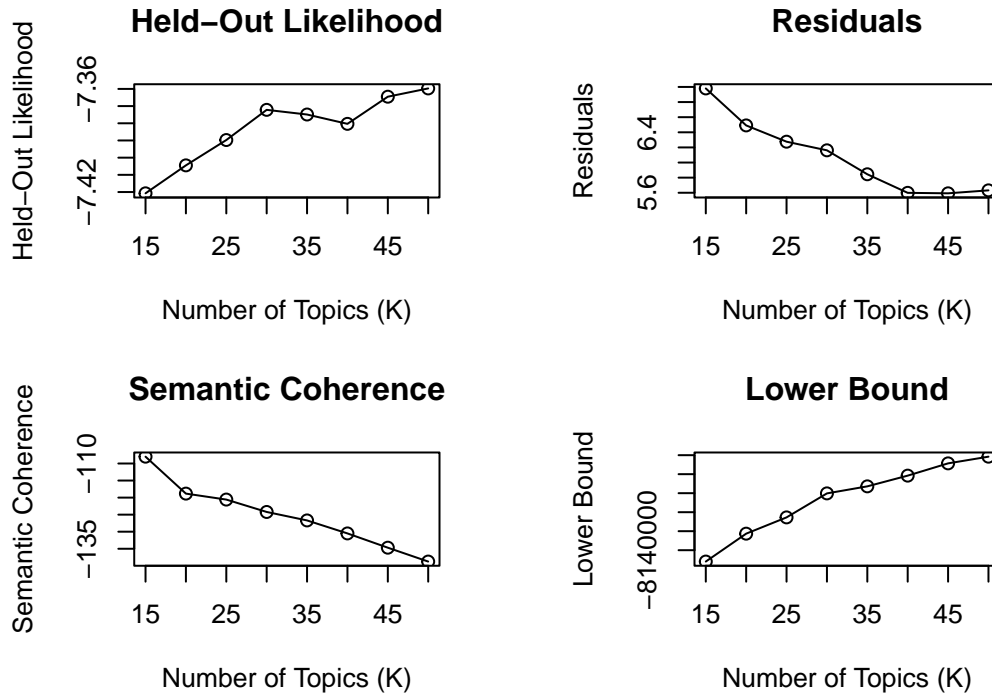 Held−Out Likelihood
Held−Out Likelihood
−7.42 −7.36
15 25 35 45
Number of Topics (K)
Residuals
Residuals
5.6 6.4
15 25 35 45
Number of Topics (K)
Semantic Coherence
Semantic Coherence
−135 −110
15 25 35 45
Number of Topics (K)
Lower Bound
Lower Bound
−8140000
15 25 35 45
Number of Topics (K)